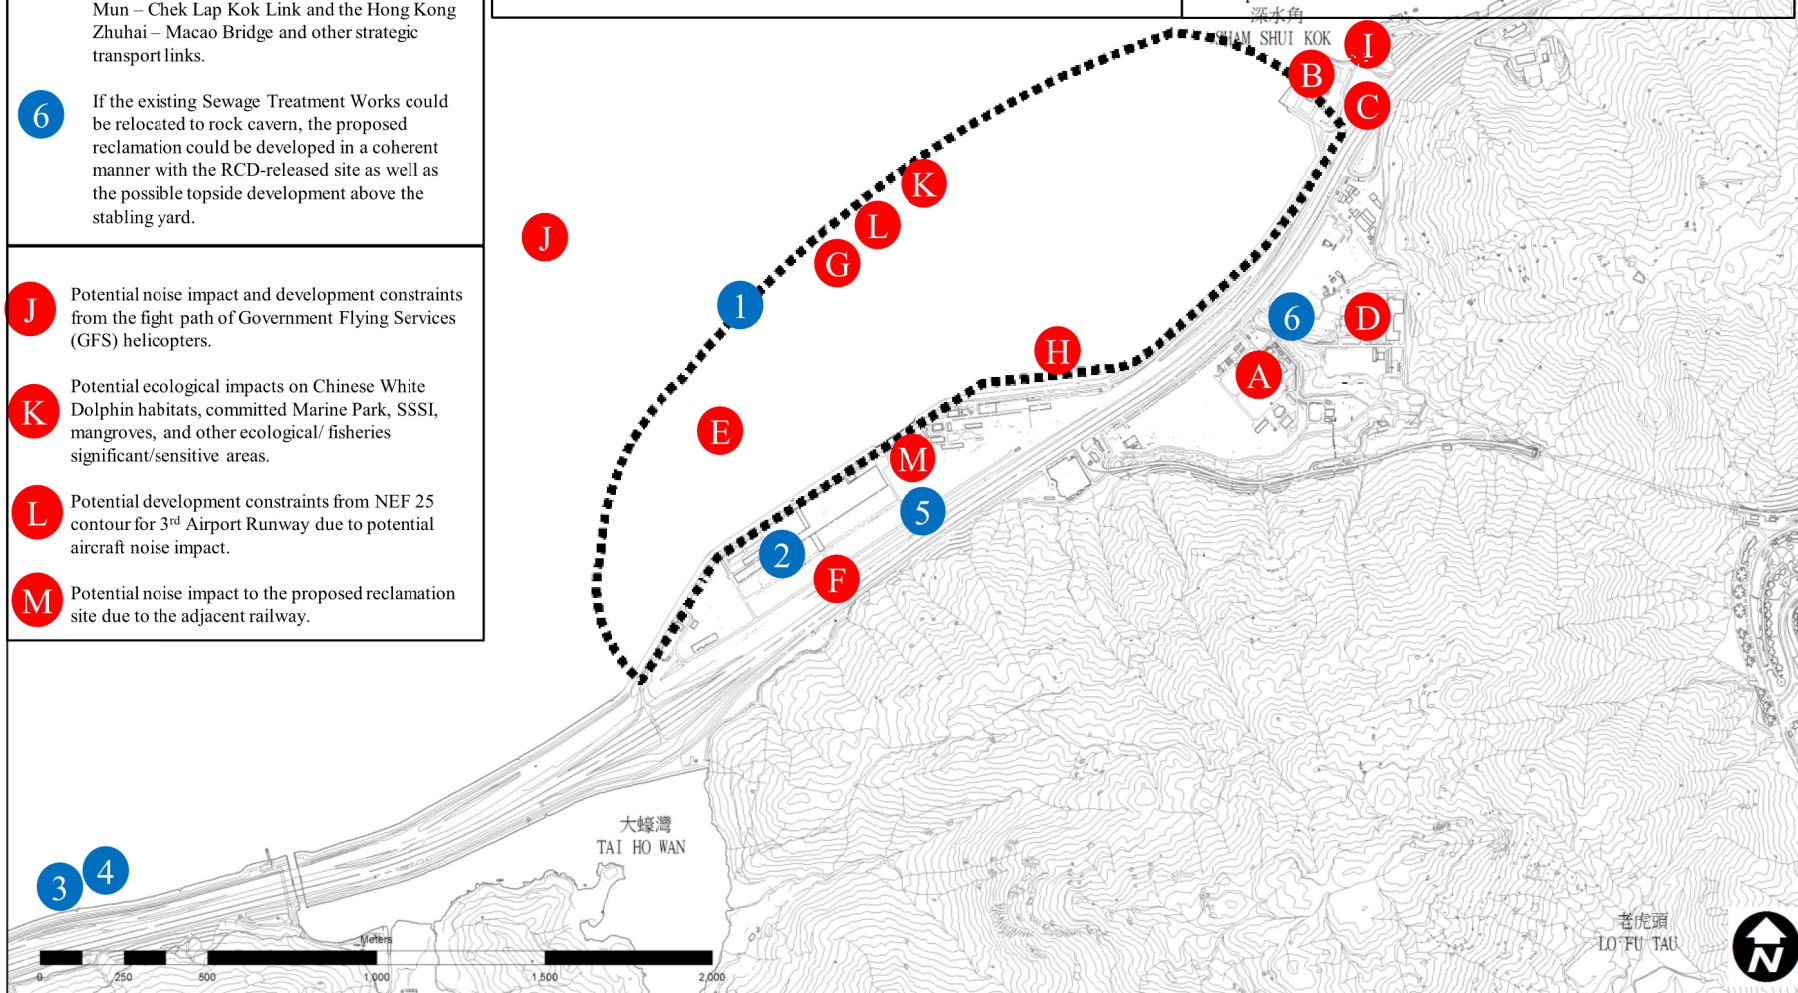 Mun – Chek Lap Kok Link and the Hong Kong
Zhuhai – Macao Bridge and other strategic
transport links.
6
If the existing Sewage Treatment Works could
be relocated to rock cavern, the proposed
reclamation could be developed in a coherent
manner with the RCD-released site as well as
the possible topside development above the
stabling yard.
J
Potential noise impact and development constraints
from the fight path of Government Flying Services
(GFS) helicopters.
K
Potential ecological impacts on Chinese White
Dolphin habitats, committed Marine Park, SSSI,
mangroves, and other ecological/ fisheries
significant/sensitive areas.
L
Potential development constraints from NEF 25
contour for 3rd Airport Runway due to potential
aircraft noise impact.
M
Potential noise impact to the proposed reclamation
site due to the adjacent railway.
深水角
SHAM SHUI KOK
I
B
C
K
L
J
G
1
6
D
H
A
E
M
5
2
F
大蠔灣
TAI HO WAN
4
3
老虎頭
LO FU TAU
N
Meters
0 250 500 1,000 1,500 2,000